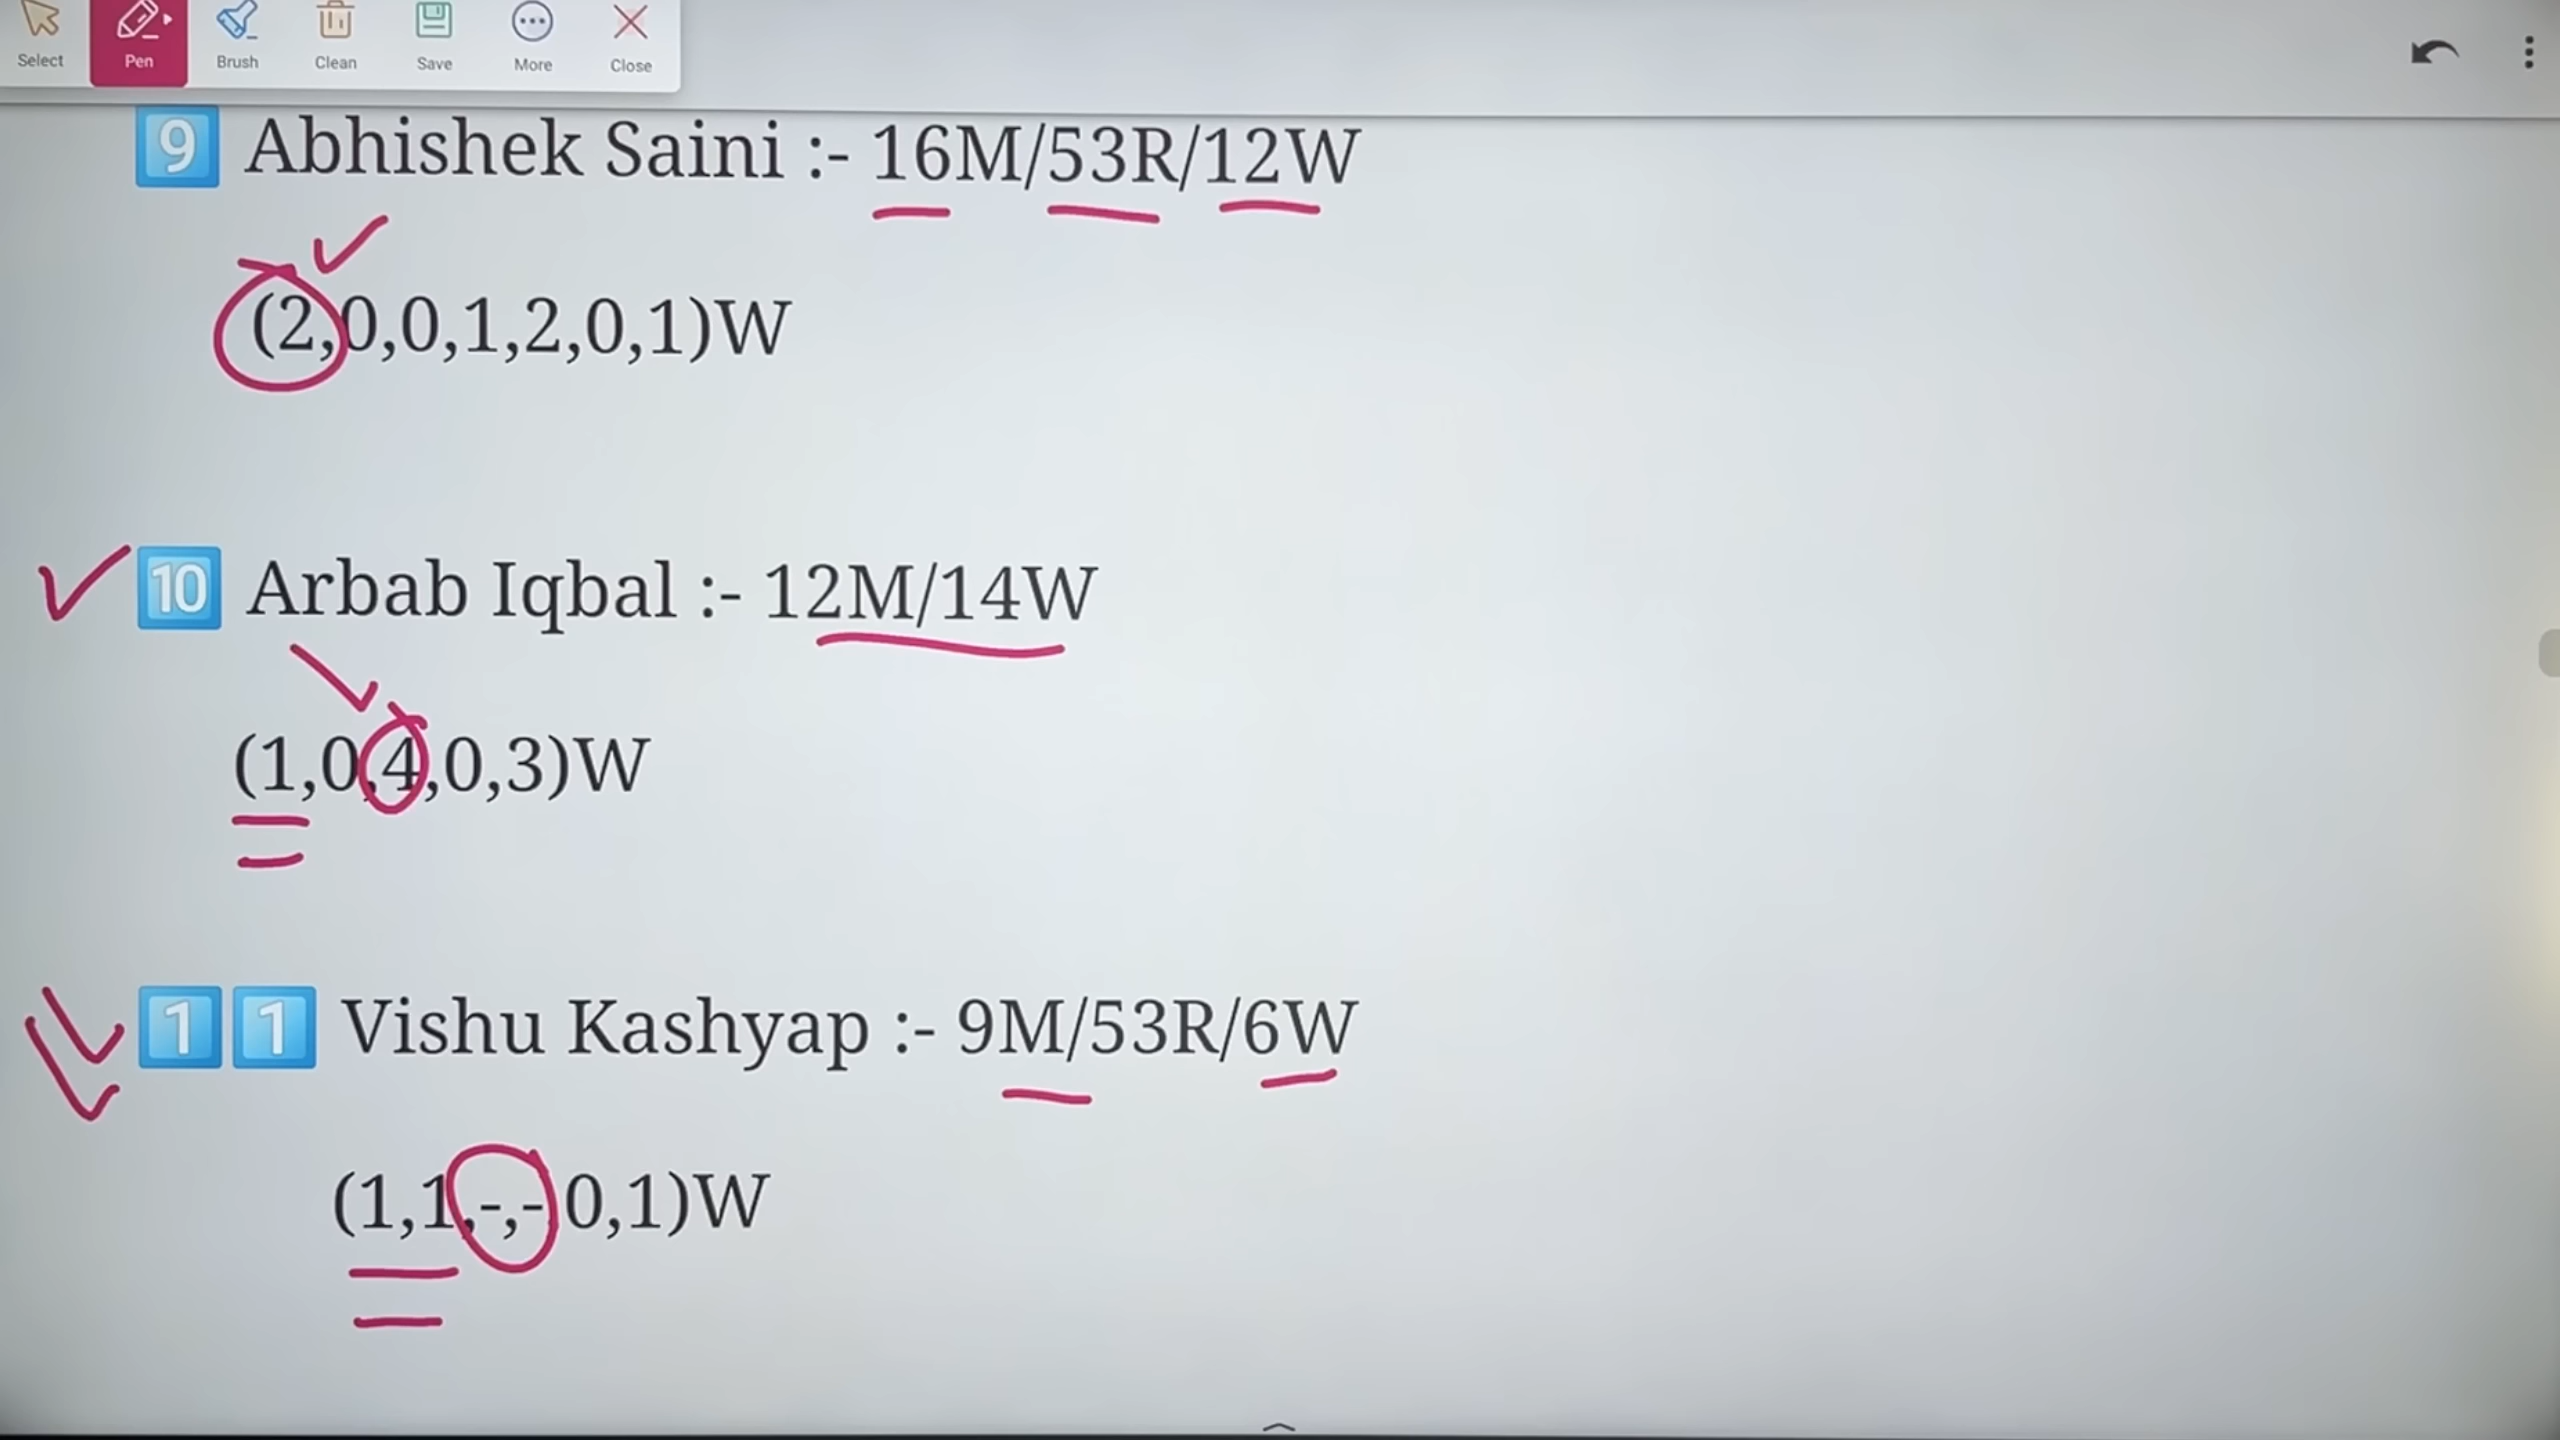 Select Pen Brush Clean Save More Close
9 Abhishek Saini :- 16M/53R/12W
(2,0,0,1,2,0,1)W
10 Arbab Iqbal :- 12M/14W
(1,0,4,0,3)W
11 Vishu Kashyap :- 9M/53R/6W
(1,1,-,-,0,1)W